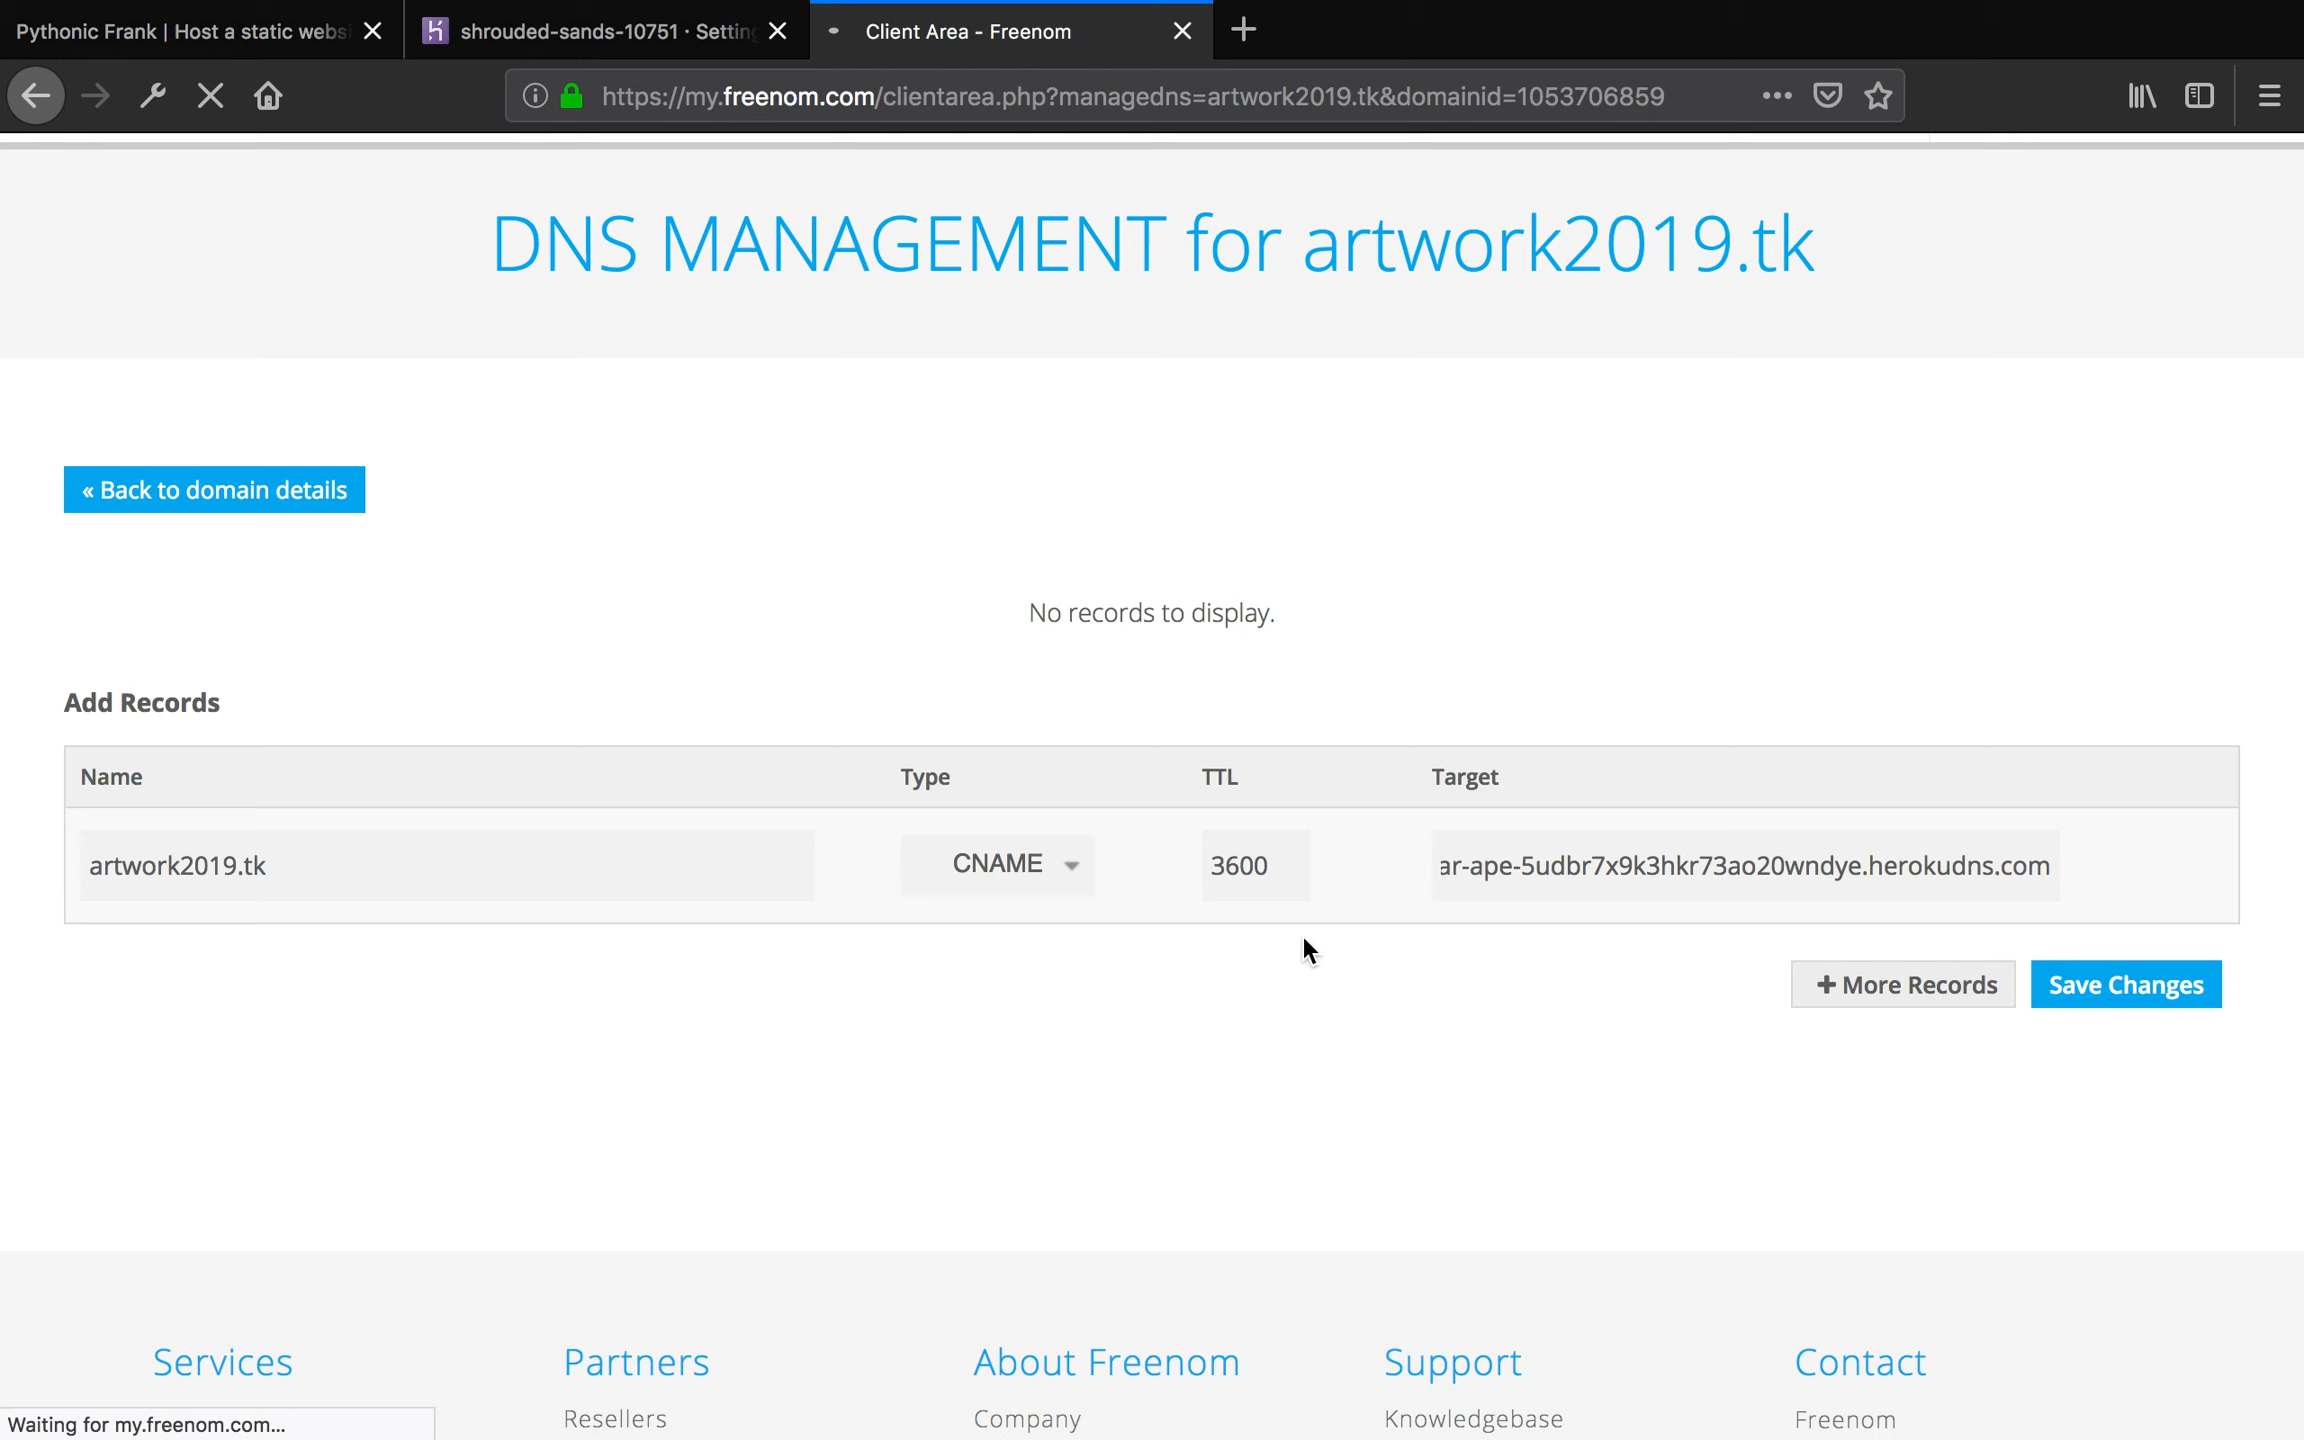 Pythonic Frank | Host a static websi
shrouded-sands-10751 · Settin
Client Area - Freenom
https://my.freenom.com/clientarea.php?managedns=artwork2019.tk&domainid=1053706859
DNS MANAGEMENT for artwork2019.tk
« Back to domain details
No records to display.
Add Records
Name Type TTL Target
artwork2019.tk CNAME 3600 ar-ape-5udbr7x9k3hkr73ao20wndye.herokudns.com
+ More Records Save Changes
Services Partners About Freenom Support Contact
Resellers Company Knowledgebase Freenom
Waiting for my.freenom.com...